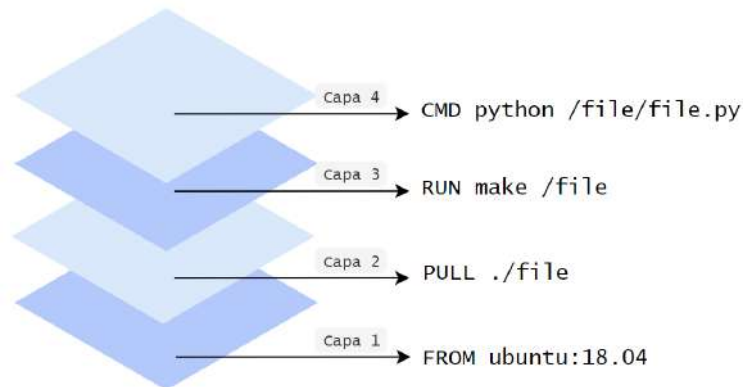 Capa 4
CMD python /file/file.py
Capa 3
RUN make /file
Capa 2
PULL ./file
Capa 1
FROM ubuntu:18.04